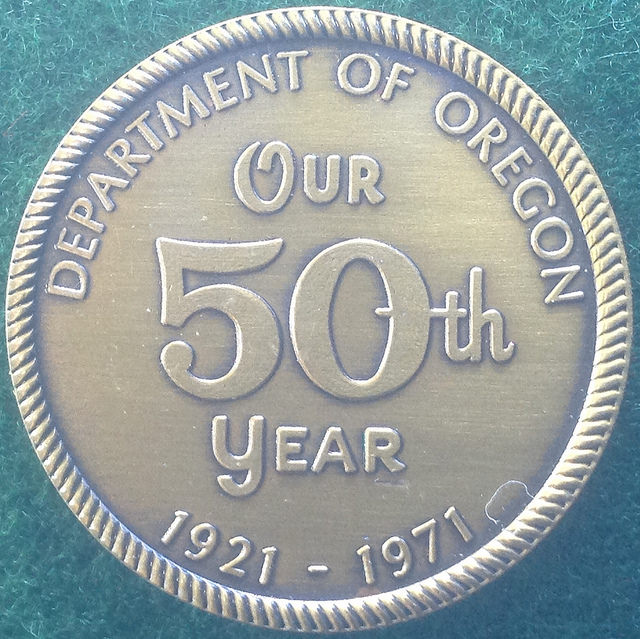 DEPARTMENT OF OREGON
OUR
50th
YEAR
1921 - 1971